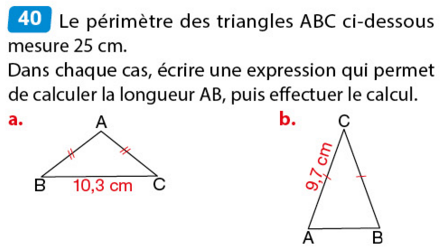 40 Le périmètre des triangles ABC ci-dessous
mesure 25 cm.
Dans chaque cas, écrire une expression qui permet
de calculer la longueur AB, puis effectuer le calcul.
a.
A
B
10,3 cm
C
b.
C
9,7 cm
A
B